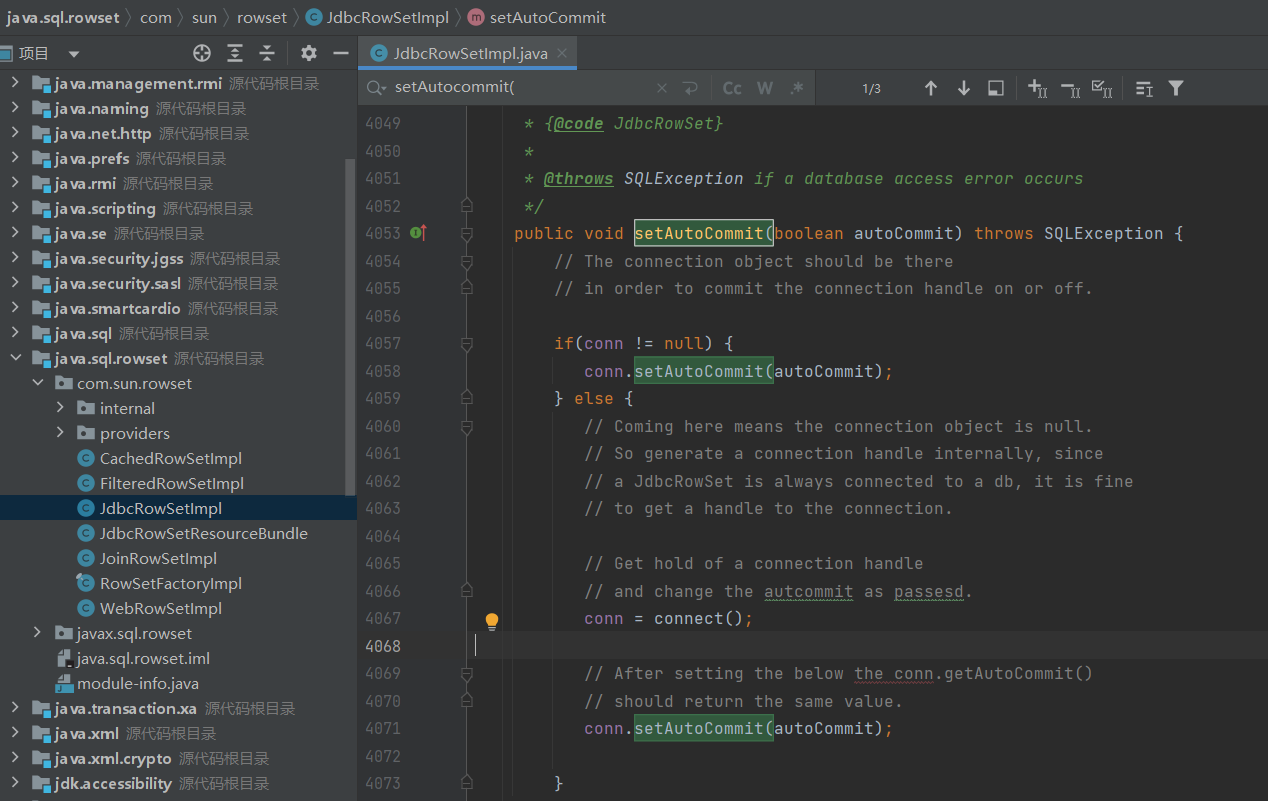 java.sql.rowset 〉 com 〉 sun 〉 rowset 〉 C JdbcRowSetImpl 〉 m setAutoCommit
项目
JdbcRowSetImpl.java
setAutocommit(
Cc W .*
1/3
java.management.rmi 源代码根目录
java.naming 源代码根目录
java.net.http 源代码根目录
java.prefs 源代码根目录
java.rmi 源代码根目录
java.scripting 源代码根目录
java.se 源代码根目录
java.security.jgss 源代码根目录
java.security.sasl 源代码根目录
java.smartcardio 源代码根目录
java.sql 源代码根目录
java.sql.rowset 源代码根目录
com.sun.rowset
internal
providers
CachedRowSetImpl
FilteredRowSetImpl
JdbcRowSetImpl
JdbcRowSetResourceBundle
JoinRowSetImpl
RowSetFactoryImpl
WebRowSetImpl
javax.sql.rowset
java.sql.rowset.iml
module-info.java
java.transaction.xa 源代码根目录
java.xml 源代码根目录
java.xml.crypto 源代码根目录
jdk.accessibility 源代码根目录
4049 * {@code JdbcRowSet}
4050 *
4051 * @throws SQLException if a database access error occurs
4052 */
4053 public void setAutoCommit(boolean autoCommit) throws SQLException {
4054 // The connection object should be there
4055 // in order to commit the connection handle on or off.
4056
4057 if(conn != null) {
4058 conn.setAutoCommit(autoCommit);
4059 } else {
4060 // Coming here means the connection object is null.
4061 // So generate a connection handle internally, since
4062 // a JdbcRowSet is always connected to a db, it is fine
4063 // to get a handle to the connection.
4064
4065 // Get hold of a connection handle
4066 // and change the autcommit as passesd.
4067 conn = connect();
4068
4069 // After setting the below the conn.getAutoCommit()
4070 // should return the same value.
4071 conn.setAutoCommit(autoCommit);
4072
4073 }